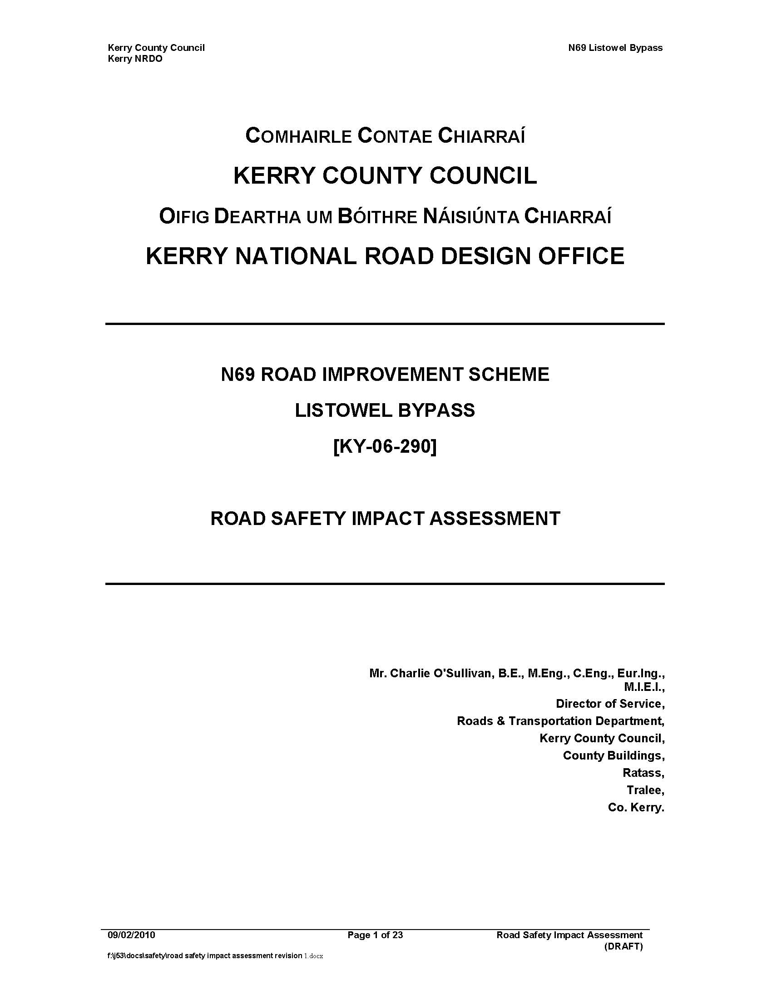 Kerry County Council
N69 Listowel Bypass
Kerry NRDO
COMHAIRLE CONTAE CHIARRAÍ
KERRY COUNTY COUNCIL
OIFIG DEARTHA UM BÓITHRE NÁISIÚNTA CHIARRAÍ
KERRY NATIONAL ROAD DESIGN OFFICE
N69 ROAD IMPROVEMENT SCHEME
LISTOWEL BYPASS
[KY-06-290]
ROAD SAFETY IMPACT ASSESSMENT
Mr. Charlie O'Sullivan, B.E., M.Eng., C.Eng., Eur.Ing.,
M.I.E.I.,
Director of Service,
Roads & Transportation Department,
Kerry County Council,
County Buildings,
Ratass,
Tralee,
Co. Kerry.
09/02/2010 Page 1 of 23 Road Safety Impact Assessment
(DRAFT)
f:\j53\docs\safety\road safety impact assessment revision 1.docx